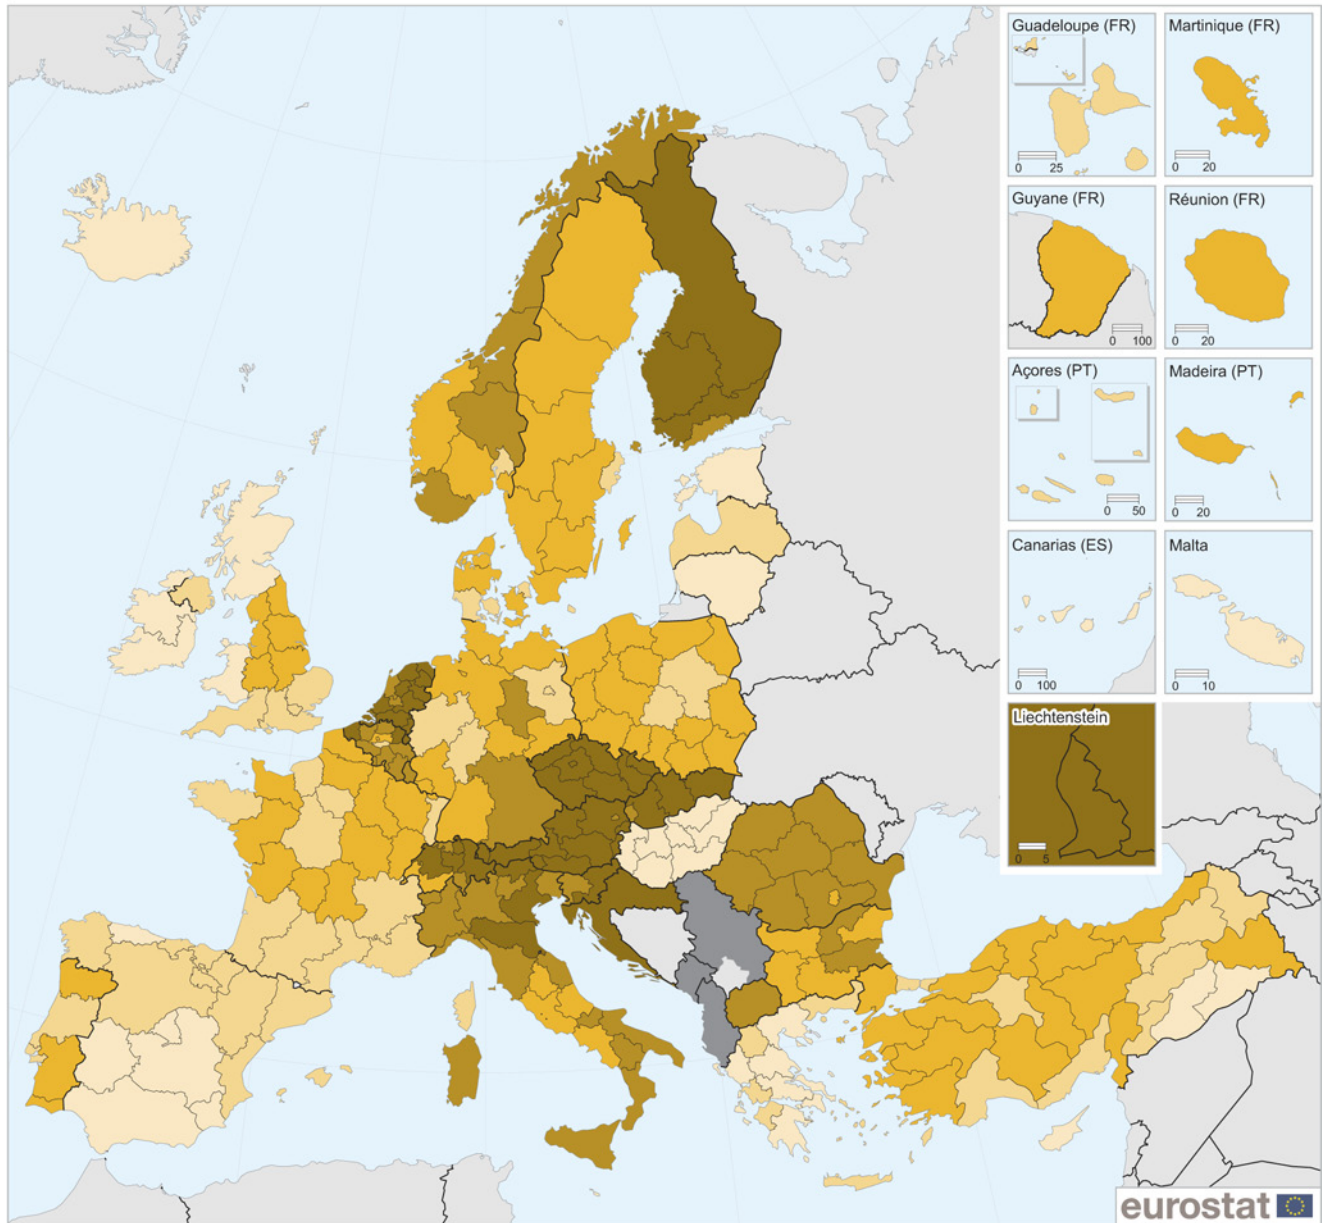 Guadeloupe (FR)
0 25
Martinique (FR)
0 20
Guyane (FR)
0 100
Réunion (FR)
0 20
Açores (PT)
0 50
Madeira (PT)
0 20
Canarias (ES)
0 100
Malta
0 10
Liechtenstein
0 5
eurostat